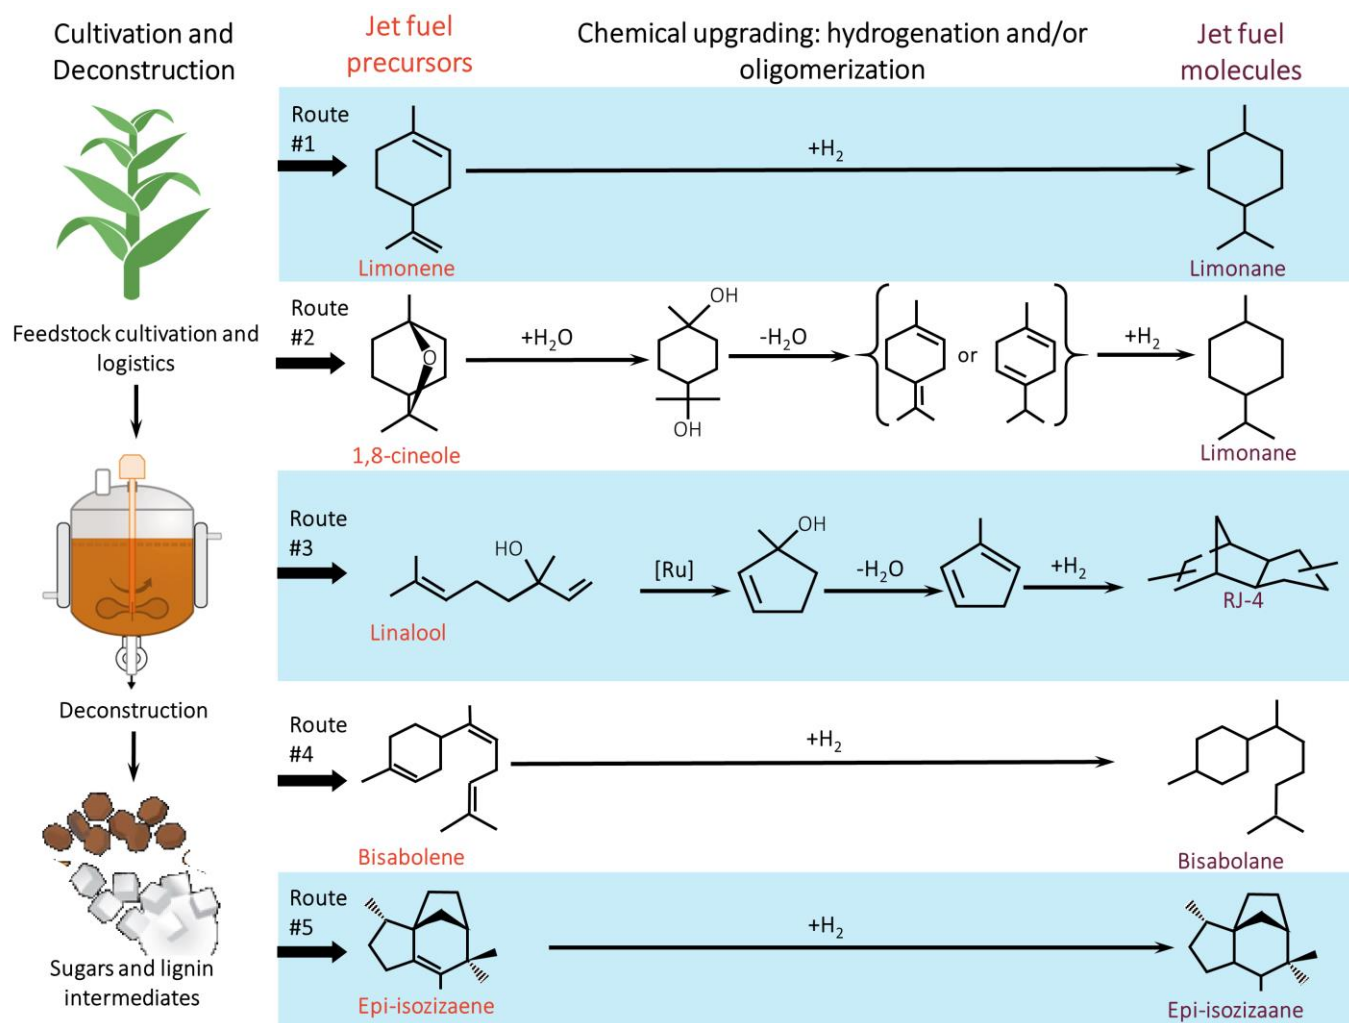 Cultivation and
Deconstruction
Jet fuel
precursors
Chemical upgrading: hydrogenation and/or
oligomerization
Jet fuel
molecules
Route
#1
+H₂
Limonene
Limonane
Feedstock cultivation and
logistics
Route
#2
O
+H₂O
OH
OH
-H₂O
or
+H₂
1,8-cineole
Limonane
Route
#3
HO
[Ru]
OH
-H₂O
+H₂
Linalool
RJ-4
Deconstruction
Route
#4
+H₂
Bisabolene
Bisabolane
Route
#5
+H₂
Sugars and lignin
intermediates
Epi-isozizaene
Epi-isozizaane